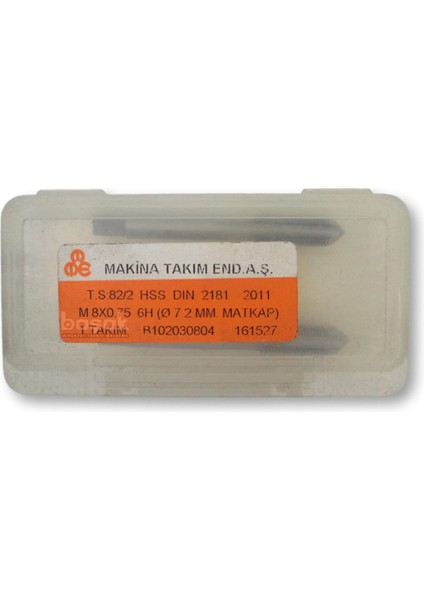 MAKİNA TAKIM END.A.Ş.
T.S:82/2 HSS DIN 2181 2011
M 8X0.75 6H (Ø 7 2 MM. MATKAP)
basak
1 TAKIM B102030804 161527